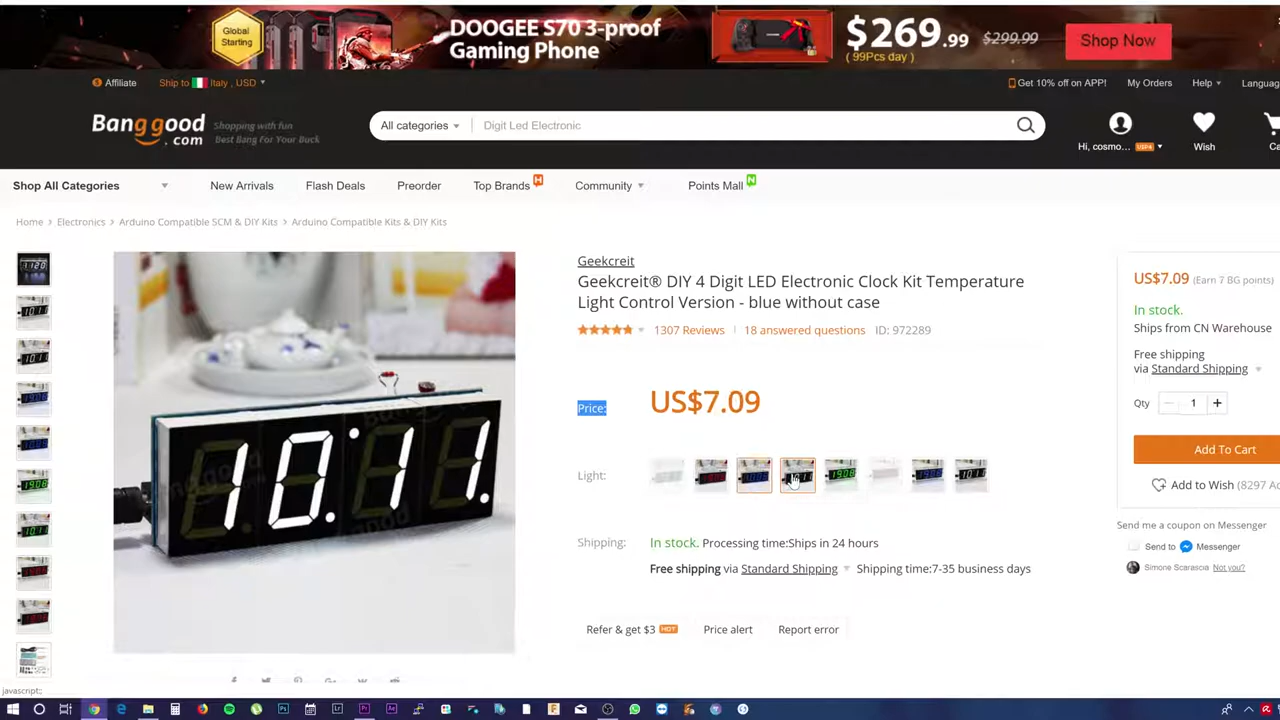 Global
Starting
DOOGEE S70 3-proof
Gaming Phone
$269.99
( 99Pcs day )
$299.99
Shop Now
Affiliate
Ship to Italy , USD
Get 10% off on APP!
My Orders
Help
Languag
Banggood
.com
Shopping with fun
Best Bang For Your Buck
All categories
Digit Led Electronic
Hi, cosmo...
Wish
Ca
Shop All Categories
New Arrivals
Flash Deals
Preorder
Top Brands
H
Community
Points Mall
N
Home > Electronics > Arduino Compatible SCM & DIY Kits > Arduino Compatible Kits & DIY Kits
Geekcreit
Geekcreit® DIY 4 Digit LED Electronic Clock Kit Temperature
Light Control Version - blue without case
1307 Reviews
18 answered questions
ID: 972289
Price:
US$7.09
Light:
Shipping:
In stock. Processing time:Ships in 24 hours
Free shipping via Standard Shipping
Shipping time:7-35 business days
Refer & get $3 HOT
Price alert
Report error
10:11
US$7.09 (Earn 7 BG points)
In stock.
Ships from CN Warehouse
Free shipping
via Standard Shipping
Qty
1
+
Add To Cart
Add to Wish (8297 Ad
Send me a coupon on Messenger
Send to Messenger
Simone Scarascia Not you?
javascript:;